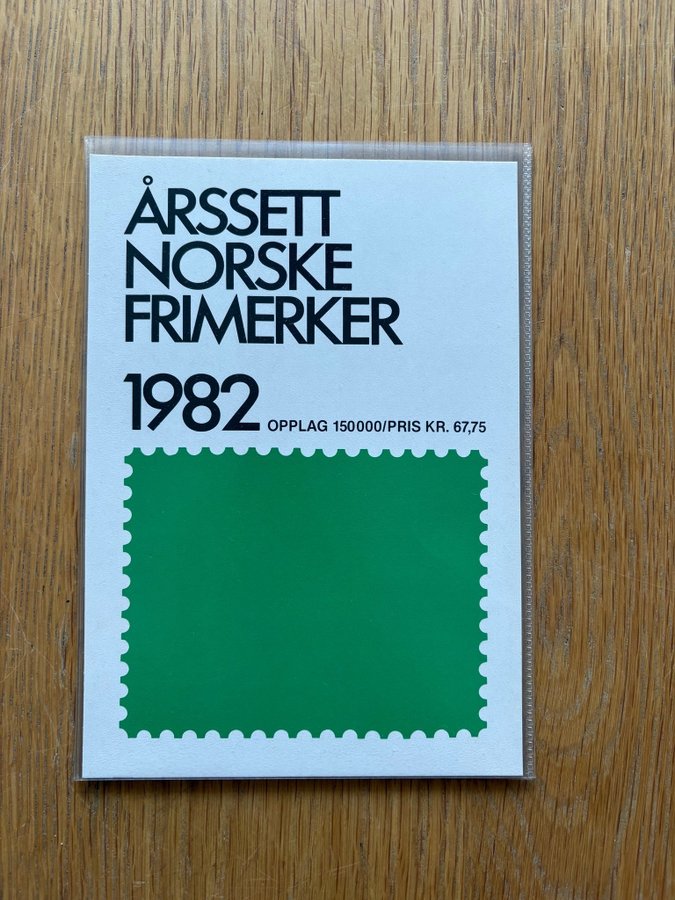 ÅRSSETT
NORSKE
FRIMERKER
1982 OPPLAG 150000/PRIS KR. 67,75